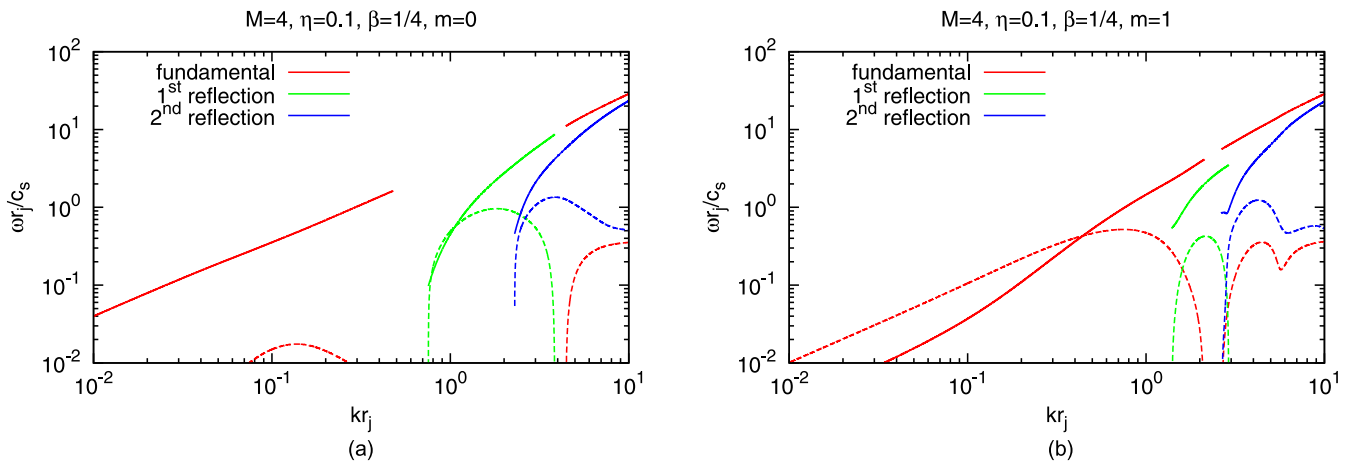 M=4, η=0.1, β=1/4, m=0
10^2
10^1
10^0
10^-1
10^-2
ωr_j/c_s
fundamental
1^st reflection
2^nd reflection
10^-2
10^-1
10^0
10^1
kr_j
(a)
M=4, η=0.1, β=1/4, m=1
10^2
10^1
10^0
10^-1
10^-2
ωr_j/c_s
fundamental
1^st reflection
2^nd reflection
10^-2
10^-1
10^0
10^1
kr_j
(b)